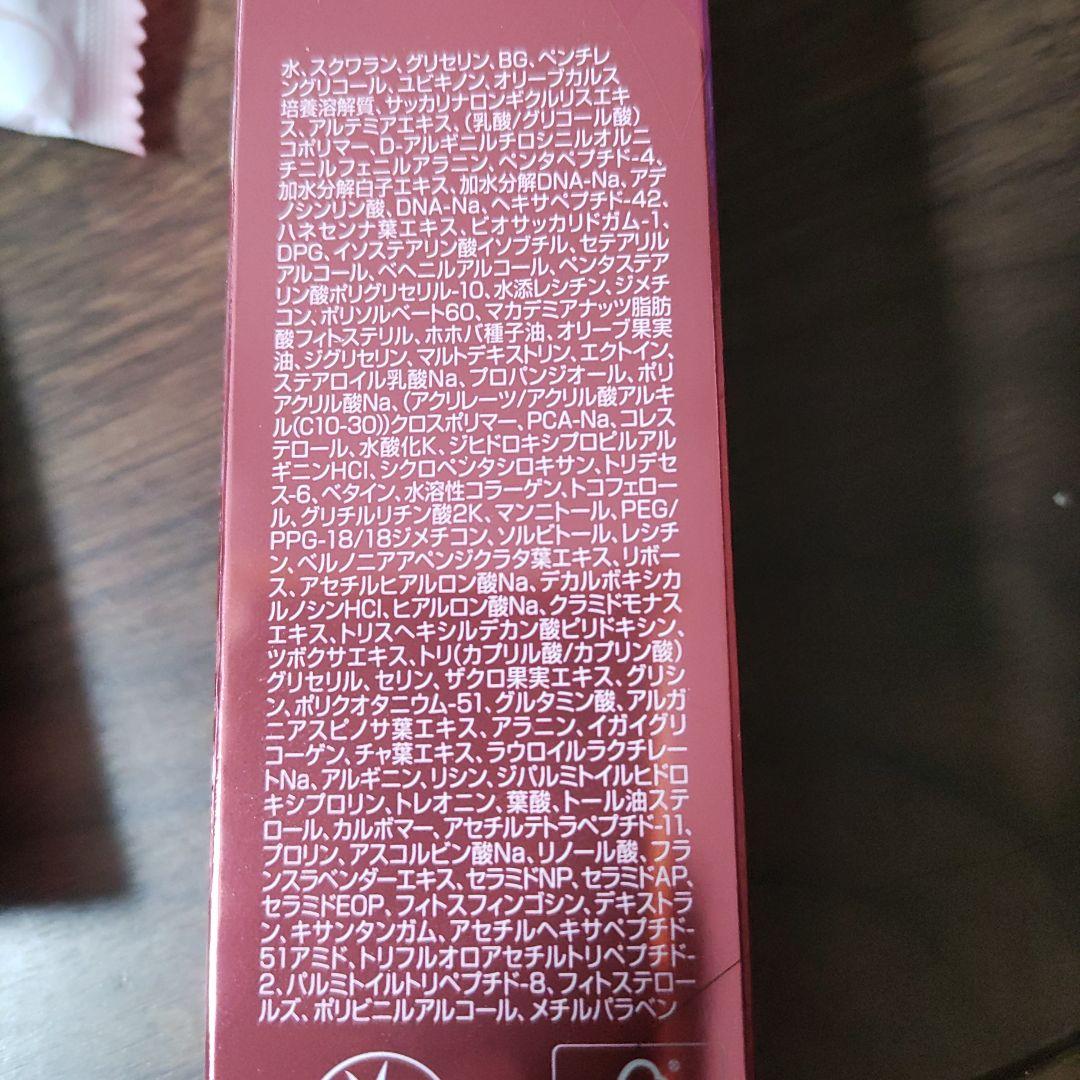 水、スクワラン、グリセリン、BG、ペンチレ
ングリコール、ユビキノン、オリーブカルス
培養溶解質、サッカリナロンギクルリスエキ
ス、アルテミアエキス、(乳酸/グリコール酸)
コポリマー、D-アルギニルチロシニルオルニ
チニルフェニルアラニン、ペンタペプチド-4、
加水分解白子エキス、加水分解DNA-Na、アデ
ノシンリン酸、DNA-Na、ヘキサペプチド-42、
ハネセンナ葉エキス、ビオサッカリドガム-1、
DPG、イソステアリン酸イソブチル、セテアリル
アルコール、ベヘニルアルコール、ペンタステア
リン酸ポリグリセリル-10、水添レシチン、ジメチ
コン、ポリソルベート60、マカデミアナッツ脂肪
酸フィトステリル、ホホバ種子油、オリーブ果実
油、ジグリセリン、マルトデキストリン、エクトイン、
ステアロイル乳酸Na、プロパンジオール、ポリ
アクリル酸Na、(アクリレーツ/アクリル酸アルキ
ル(C10-30))クロスポリマー、PCA-Na、コレス
テロール、水酸化K、ジヒドロキシプロピルアル
ギニンHCl、シクロペンタシロキサン、トリデセ
ス-6、ベタイン、水溶性コラーゲン、トコフェロー
ル、グリチルリチン酸2K、マンニトール、PEG/
PPG-18/18ジメチコン、ソルビトール、レシチ
ン、ベルノニアアペンジクラタ葉エキス、リボー
ス、アセチルヒアルロン酸Na、デカルボキシカ
ルノシンHCl、ヒアルロン酸Na、クラミドモナス
エキス、トリスヘキシルデカン酸ピリドキシン、
ツボクサエキス、トリ(カプリル酸/カプリン酸)
グリセリル、セリン、ザクロ果実エキス、グリシ
ン、ポリクオタニウム-51、グルタミン酸、アルガ
ニアスピノサ葉エキス、アラニン、イガイグリ
コーゲン、チャ葉エキス、ラウロイルラクチレー
トNa、アルギニン、リシン、ジパルミトイルヒドロ
キシプロリン、トレオニン、葉酸、トール油ステ
ロール、カルボマー、アセチルテトラペプチド-11、
プロリン、アスコルビン酸Na、リノール酸、フラ
ンスラベンダーエキス、セラミドNP、セラミドAP、
セラミドEOP、フィトスフィンゴシン、デキストラ
ン、キサンタンガム、アセチルヘキサペプチド-
51アミド、トリフルオロアセチルトリペプチド-
2、パルミトイルトリペプチド-8、フィトステロー
ルズ、ポリビニルアルコール、メチルパラベン